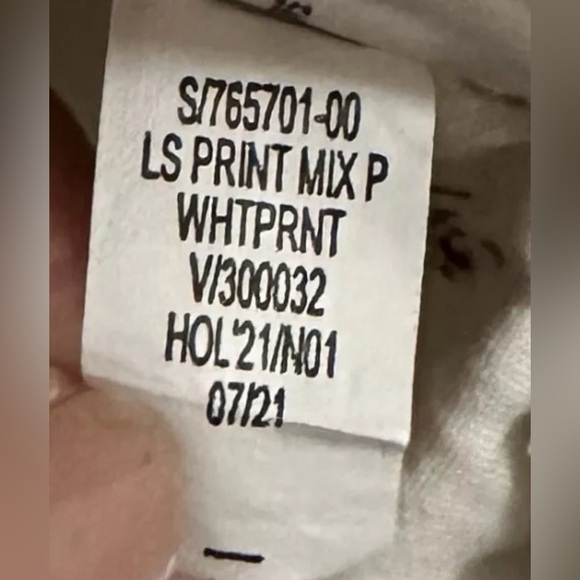 S/765701-00
LS PRINT MIX P
WHTPRNT
V/300032
HOL'21/N01
07/21